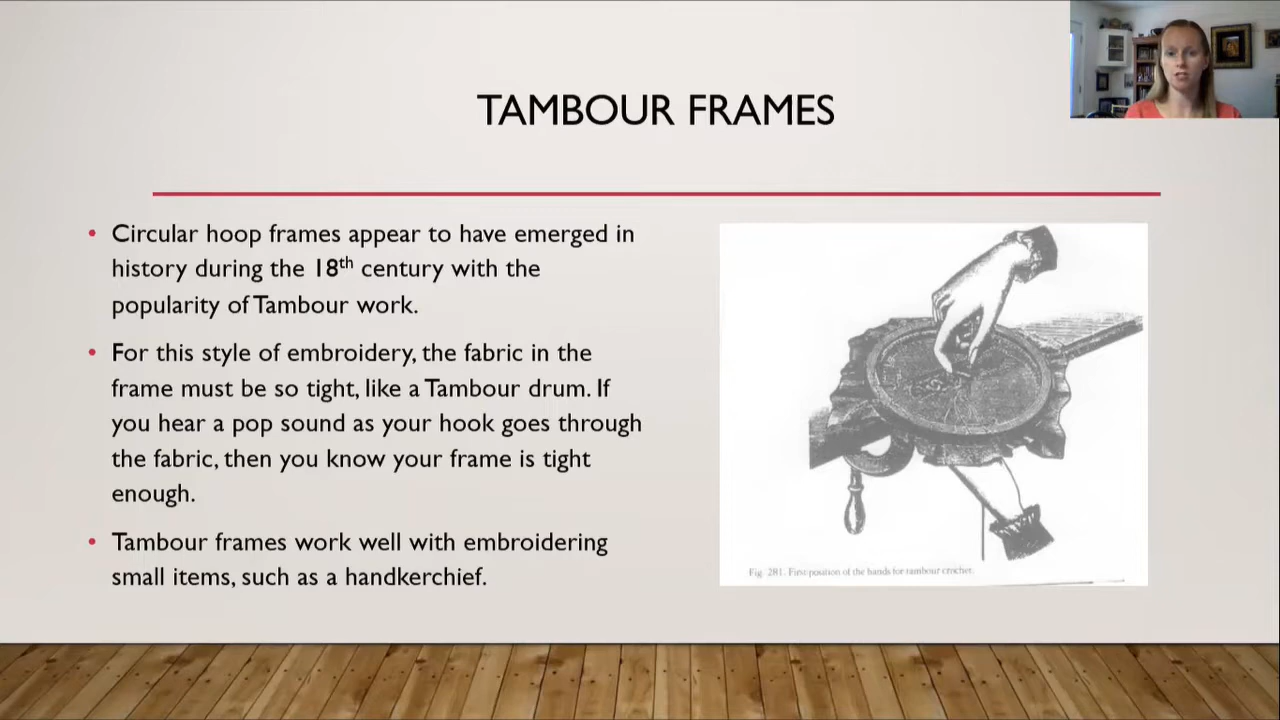 TAMBOUR FRAMES
• Circular hoop frames appear to have emerged in
history during the 18th century with the
popularity of Tambour work.
• For this style of embroidery, the fabric in the
frame must be so tight, like a Tambour drum. If
you hear a pop sound as your hook goes through
the fabric, then you know your frame is tight
enough.
• Tambour frames work well with embroidering
small items, such as a handkerchief.
Fig. 281. First position of the hands for tambour crochet.